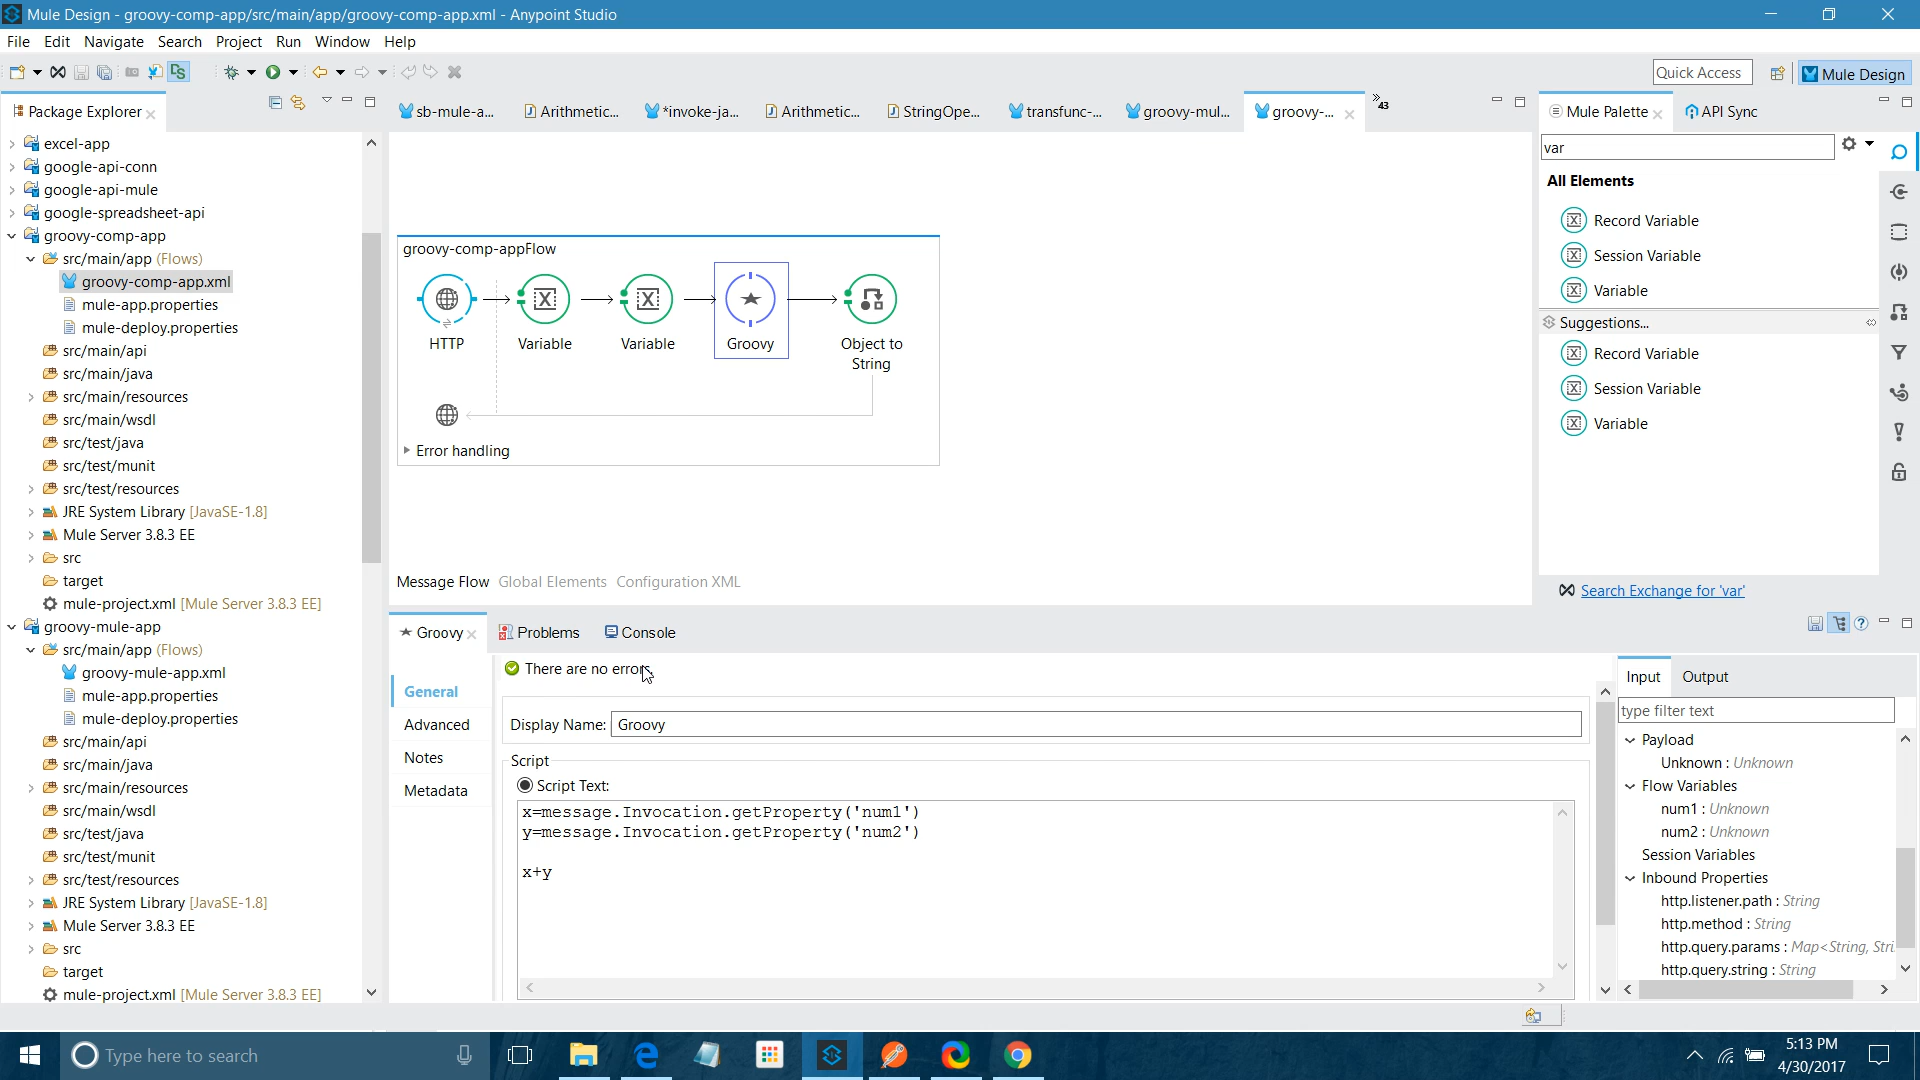 Mule Design - groovy-comp-app/src/main/app/groovy-comp-app.xml - Anypoint Studio
File Edit Navigate Search Project Run Window Help
Quick Access
Mule Design
Package Explorer
sb-mule-a...
Arithmetic...
*invoke-ja...
Arithmetic...
StringOpe...
transfunc-...
groovy-mul...
groovy-...
»43
Mule Palette
API Sync
excel-app
google-api-conn
google-api-mule
google-spreadsheet-api
groovy-comp-app
src/main/app (Flows)
groovy-comp-app.xml
mule-app.properties
mule-deploy.properties
src/main/api
src/main/java
src/main/resources
src/main/wsdl
src/test/java
src/test/munit
src/test/resources
JRE System Library [JavaSE-1.8]
Mule Server 3.8.3 EE
src
target
mule-project.xml [Mule Server 3.8.3 EE]
groovy-mule-app
src/main/app (Flows)
groovy-mule-app.xml
mule-app.properties
mule-deploy.properties
src/main/api
src/main/java
src/main/resources
src/main/wsdl
src/test/java
src/test/munit
src/test/resources
JRE System Library [JavaSE-1.8]
Mule Server 3.8.3 EE
src
target
mule-project.xml [Mule Server 3.8.3 EE]
groovy-comp-appFlow
HTTP
Variable
Variable
Groovy
Object to
String
Error handling
Message Flow Global Elements Configuration XML
var
All Elements
Record Variable
Session Variable
Variable
Suggestions...
Record Variable
Session Variable
Variable
Search Exchange for 'var'
Groovy
Problems
Console
There are no errors.
General
Advanced
Notes
Metadata
Display Name: Groovy
Script
Script Text:
x=message.Invocation.getProperty('num1')
y=message.Invocation.getProperty('num2')
x+y
Input Output
type filter text
Payload
Unknown : Unknown
Flow Variables
num1 : Unknown
num2 : Unknown
Session Variables
Inbound Properties
http.listener.path : String
http.method : String
http.query.params : Map<String, Stri
http.query.string : String
Type here to search
5:13 PM
4/30/2017